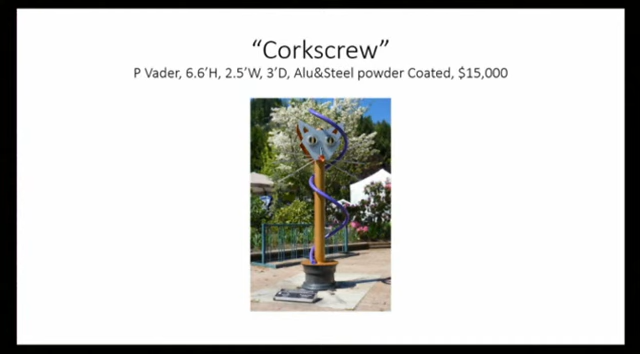 “Corkscrew”
P Vader, 6.6’H, 2.5’W, 3’D, Alu&Steel powder Coated, $15,000